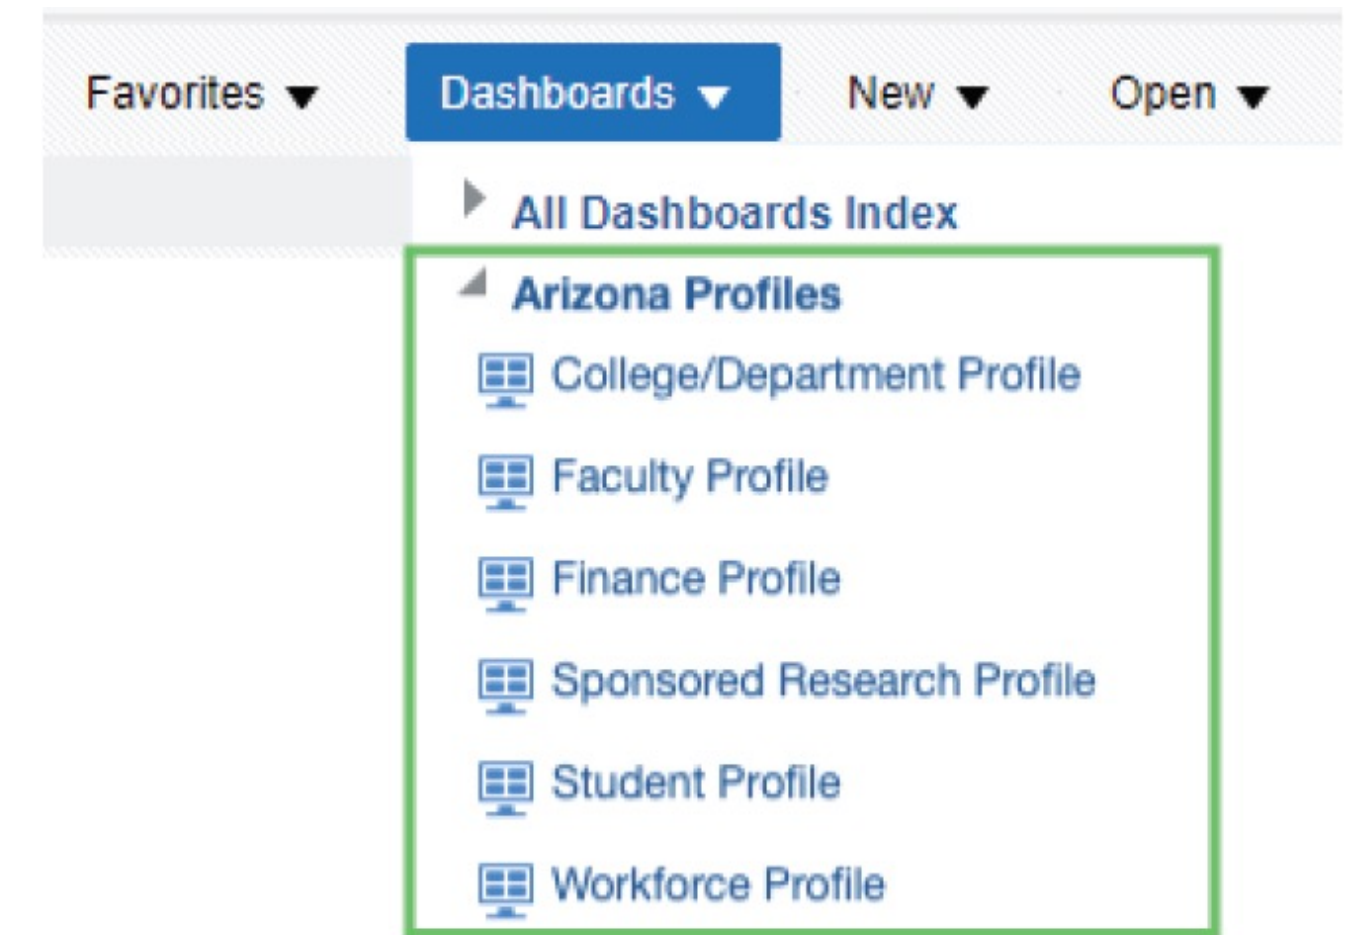 Favorites Dashboards New Open
All Dashboards Index
Arizona Profiles
College/Department Profile
Faculty Profile
Finance Profile
Sponsored Research Profile
Student Profile
Workforce Profile